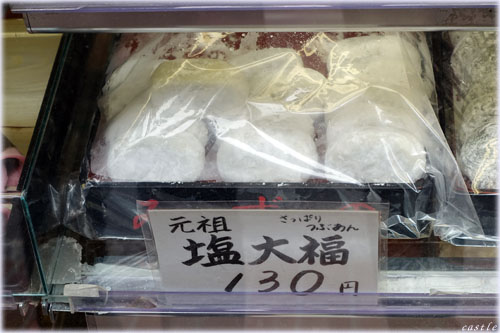 元祖
さっぱり
つぶあん
塩大福
130円
castle